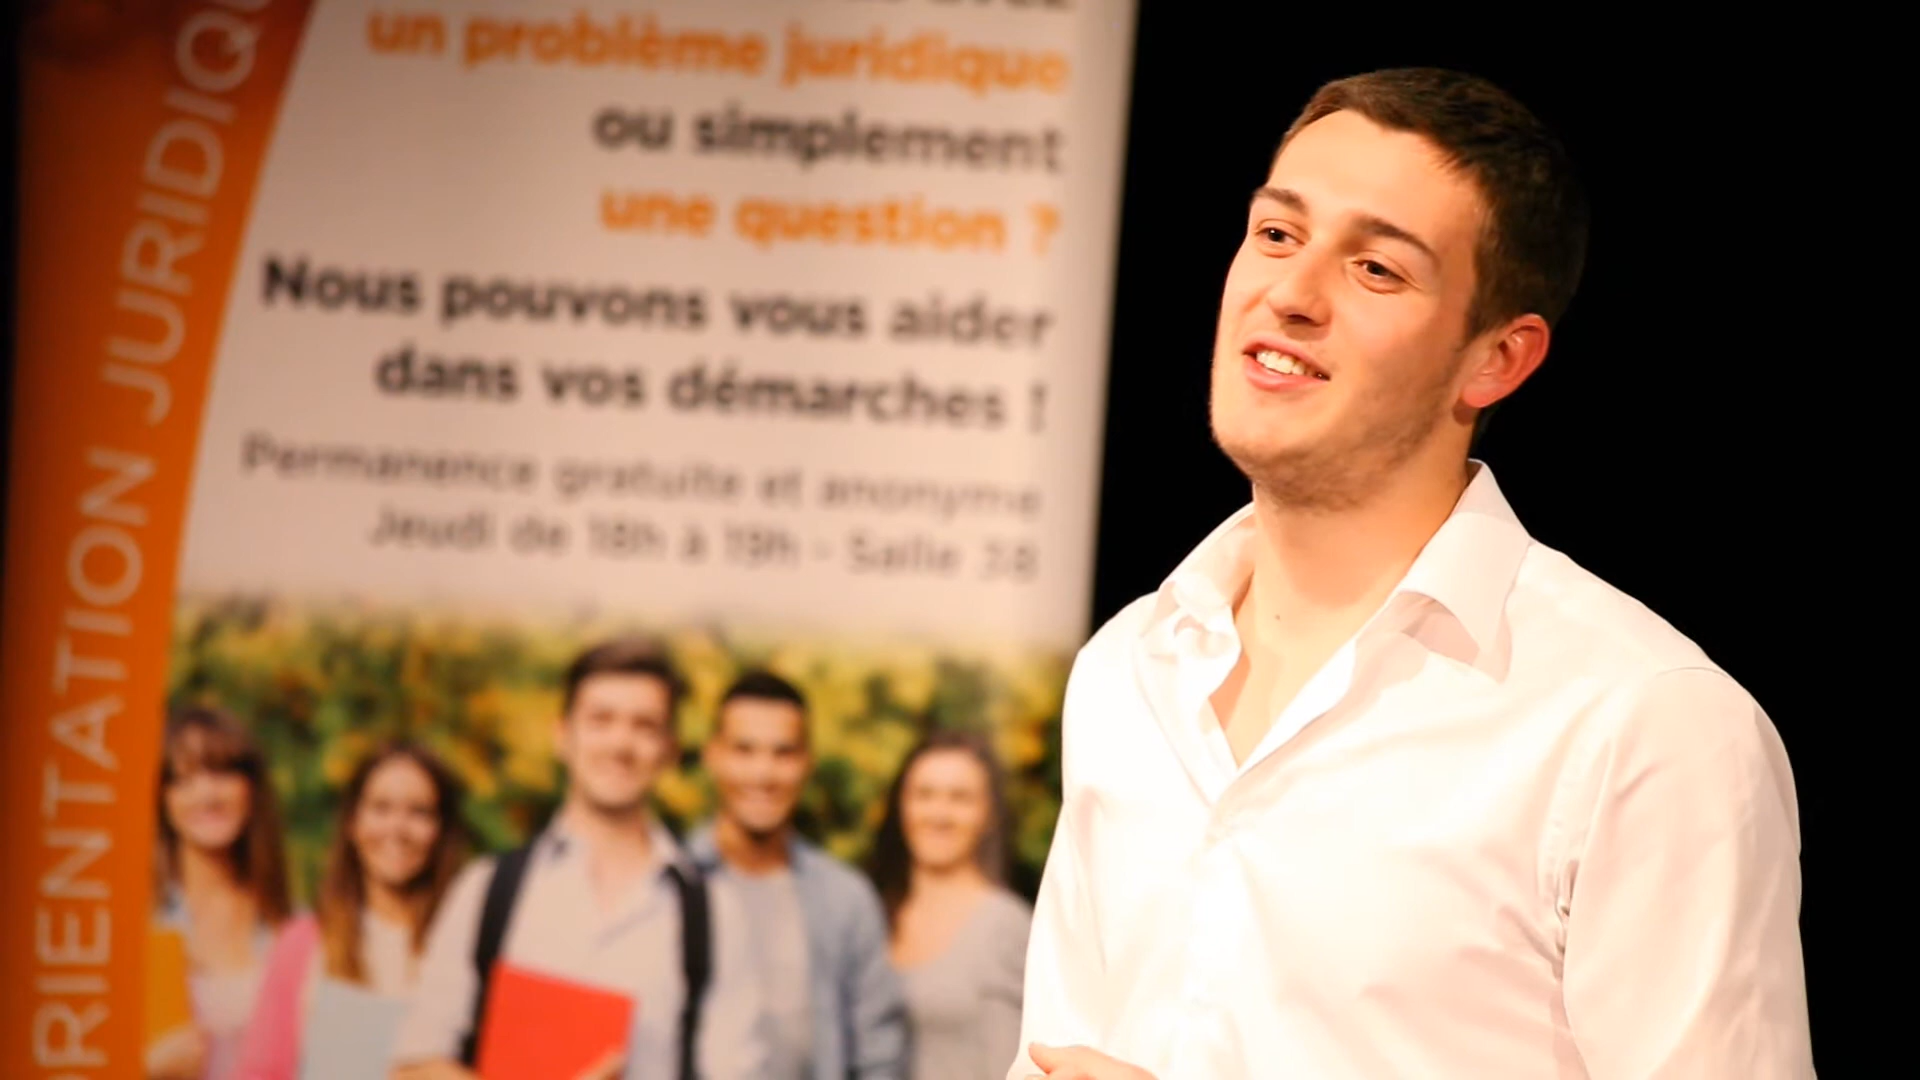 un problème juridique
ou simplement
une question ?
Nous pouvons vous aider
dans vos démarches !
Permanence gratuite et anonyme
Jeudi de 18h à 19h - Salle 38
ORIENTATION JURIDIQU